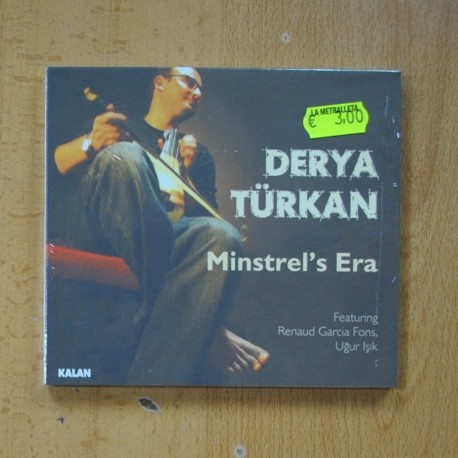 LA METRALLETA
€ 3.00
DERYA
TÜRKAN
Minstrel's Era
Featuring
Renaud Garcia Fons,
Uğur Işık
KALAN